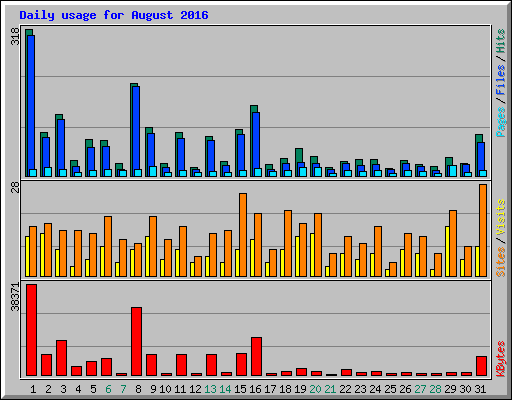 Daily usage for August 2016
318
Pages / Files / Hits
28
Sites / Visits
38371
KBytes
1 2 3 4 5 6 7 8 9 10 11 12 13 14 15 16 17 18 19 20 21 22 23 24 25 26 27 28 29 30 31